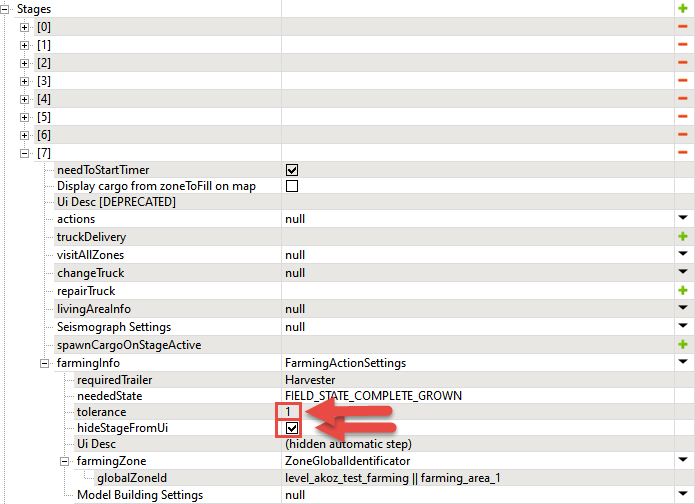 Stages
[0]
[1]
[2]
[3]
[4]
[5]
[6]
[7]
needToStartTimer
Display cargo from zoneToFill on map
Ui Desc [DEPRECATED]
actions null
truckDelivery
visitAllZones null
changeTruck null
repairTruck
livingAreaInfo null
Seismograph Settings null
spawnCargoOnStageActive
farmingInfo FarmingActionSettings
requiredTrailer Harvester
neededState FIELD_STATE_COMPLETE_GROWN
tolerance 1
hideStageFromUi
Ui Desc (hidden automatic step)
farmingZone ZoneGlobalIdentificator
globalZoneId level_akoz_test_farming || farming_area_1
Model Building Settings null